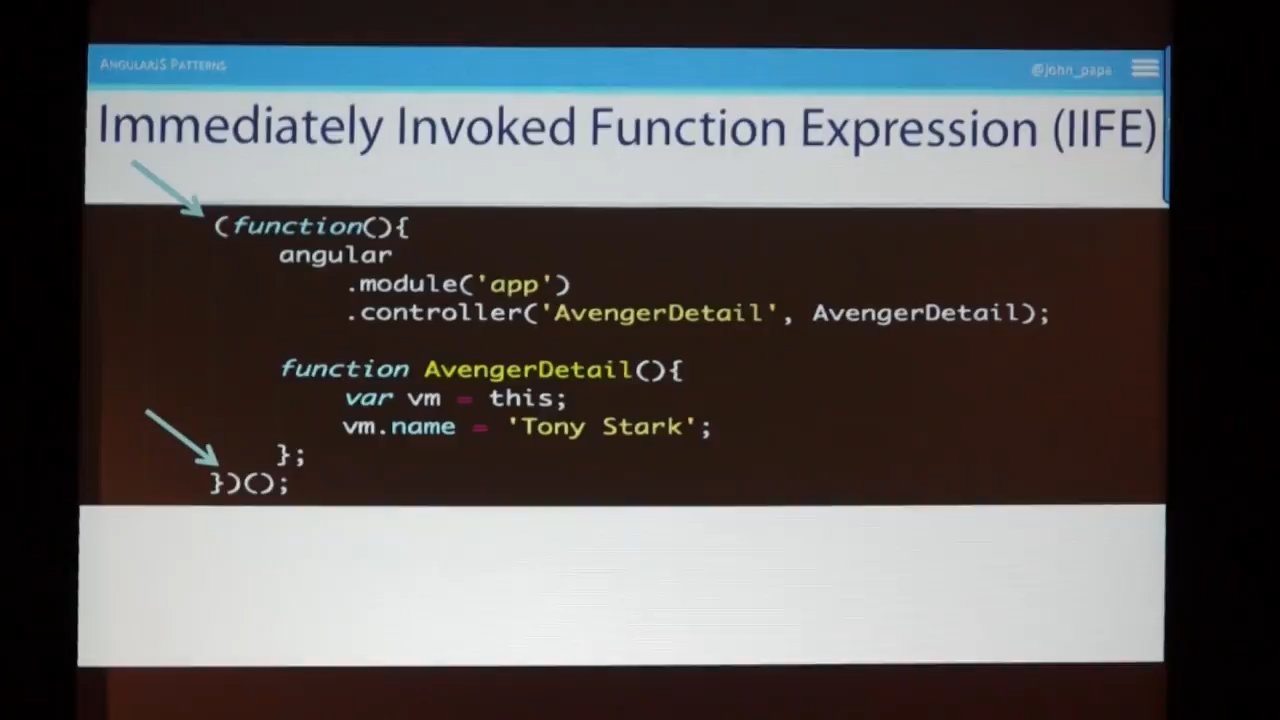 ANGULARJS PATTERNS
@john_papa
Immediately Invoked Function Expression (IIFE)
(function(){
angular
.module('app')
.controller('AvengerDetail', AvengerDetail);
function AvengerDetail(){
var vm = this;
vm.name = 'Tony Stark';
};
})();